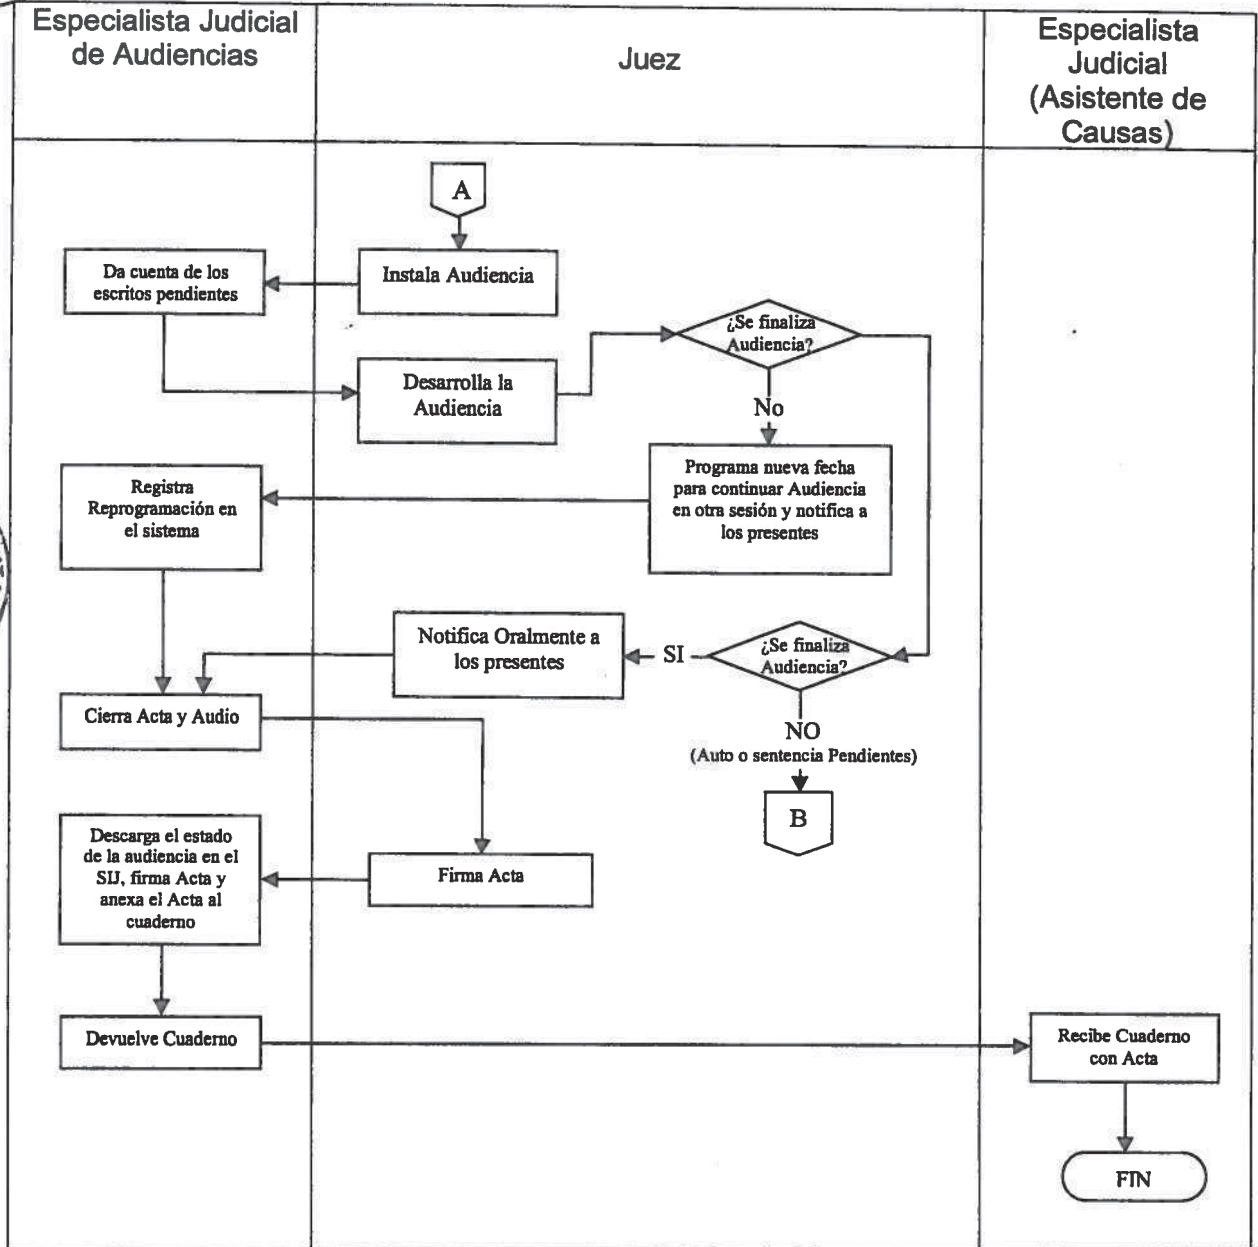 Especialista Judicial
de Audiencias
Juez
Especialista
Judicial
(Asistente de
Causas)
A
Da cuenta de los
escritos pendientes
Instala Audiencia
¿Se finaliza
Audiencia?
Desarrolla la
Audiencia
No
Registra
Reprogramación en
el sistema
Programa nueva fecha
para continuar Audiencia
en otra sesión y notifica a
los presentes
Notifica Oralmente a
los presentes
SI
¿Se finaliza
Audiencia?
Cierra Acta y Audio
NO
(Auto o sentencia Pendientes)
B
Descarga el estado
de la audiencia en el
SIJ, firma Acta y
anexa el Acta al
cuaderno
Firma Acta
Devuelve Cuaderno
Recibe Cuaderno
con Acta
FIN